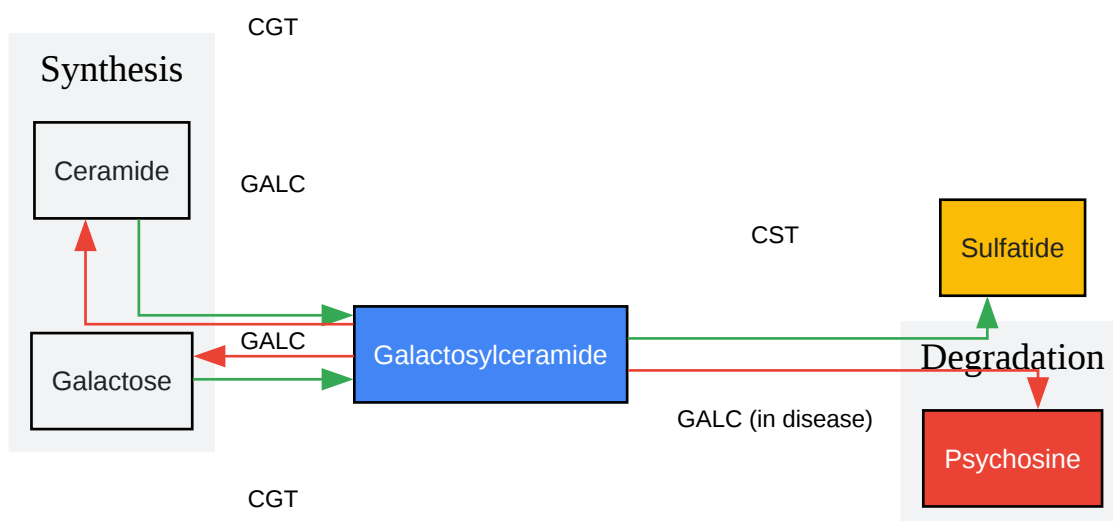 CGT
Synthesis
Ceramide
GALC
CST
Sulfatide
GALC
Galactosylceramide
Degradation
Galactose
GALC (in disease)
Psychosine
CGT